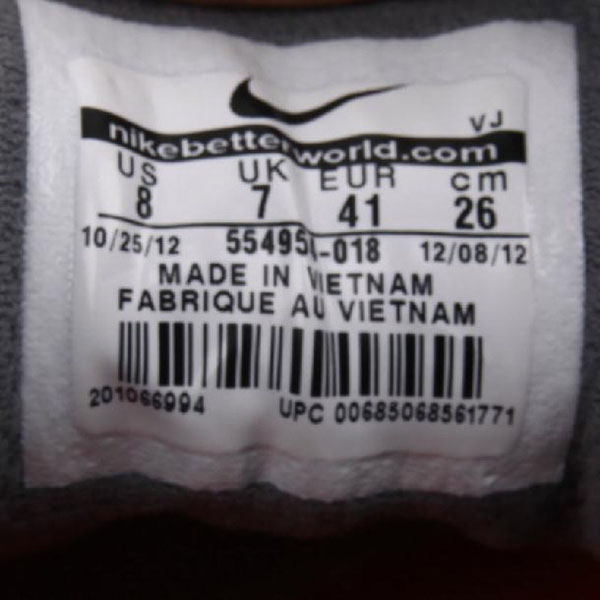 VJ
nikebetterworld.com
US UK EUR cm
8 7 41 26
10/25/12 12/08/12
MADE IN VIETNAM
FABRIQUE AU VIETNAM
201066994 UPC 00685068561771